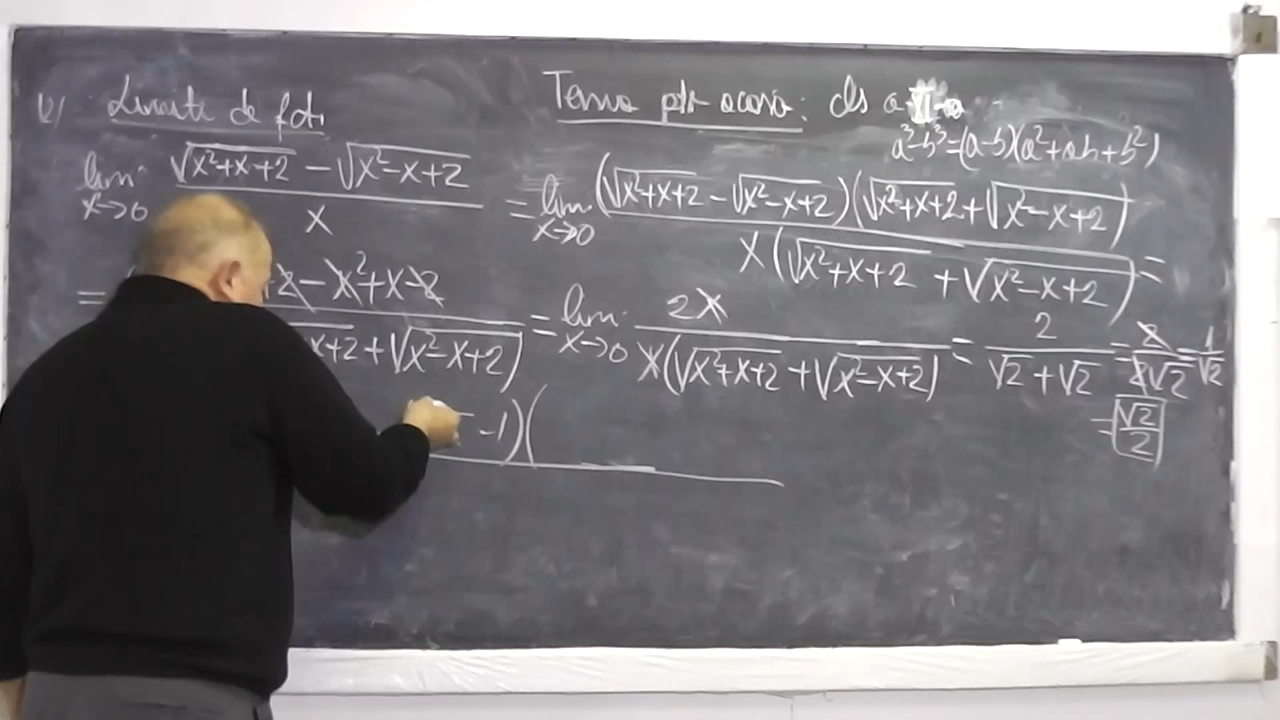 Limite de fct.
Tema ptr acasa: cls a XI-a
a³-b³=(a-b)(a²+ab+b²)
lim x→0 (√(x²+x+2) - √(x²-x+2)) / x = lim x→0 (√(x²+x+2) - √(x²-x+2))(√(x²+x+2) + √(x²-x+2)) / x(√(x²+x+2) + √(x²-x+2)) =
= +2-x²+x-2 / x+2 + √(x²-x+2)) = lim x→0 2x / x(√(x²+x+2) + √(x²-x+2)) = 2 / (√2+√2) = 2 / 2√2 = 1/√2
= √2/2
-1)(